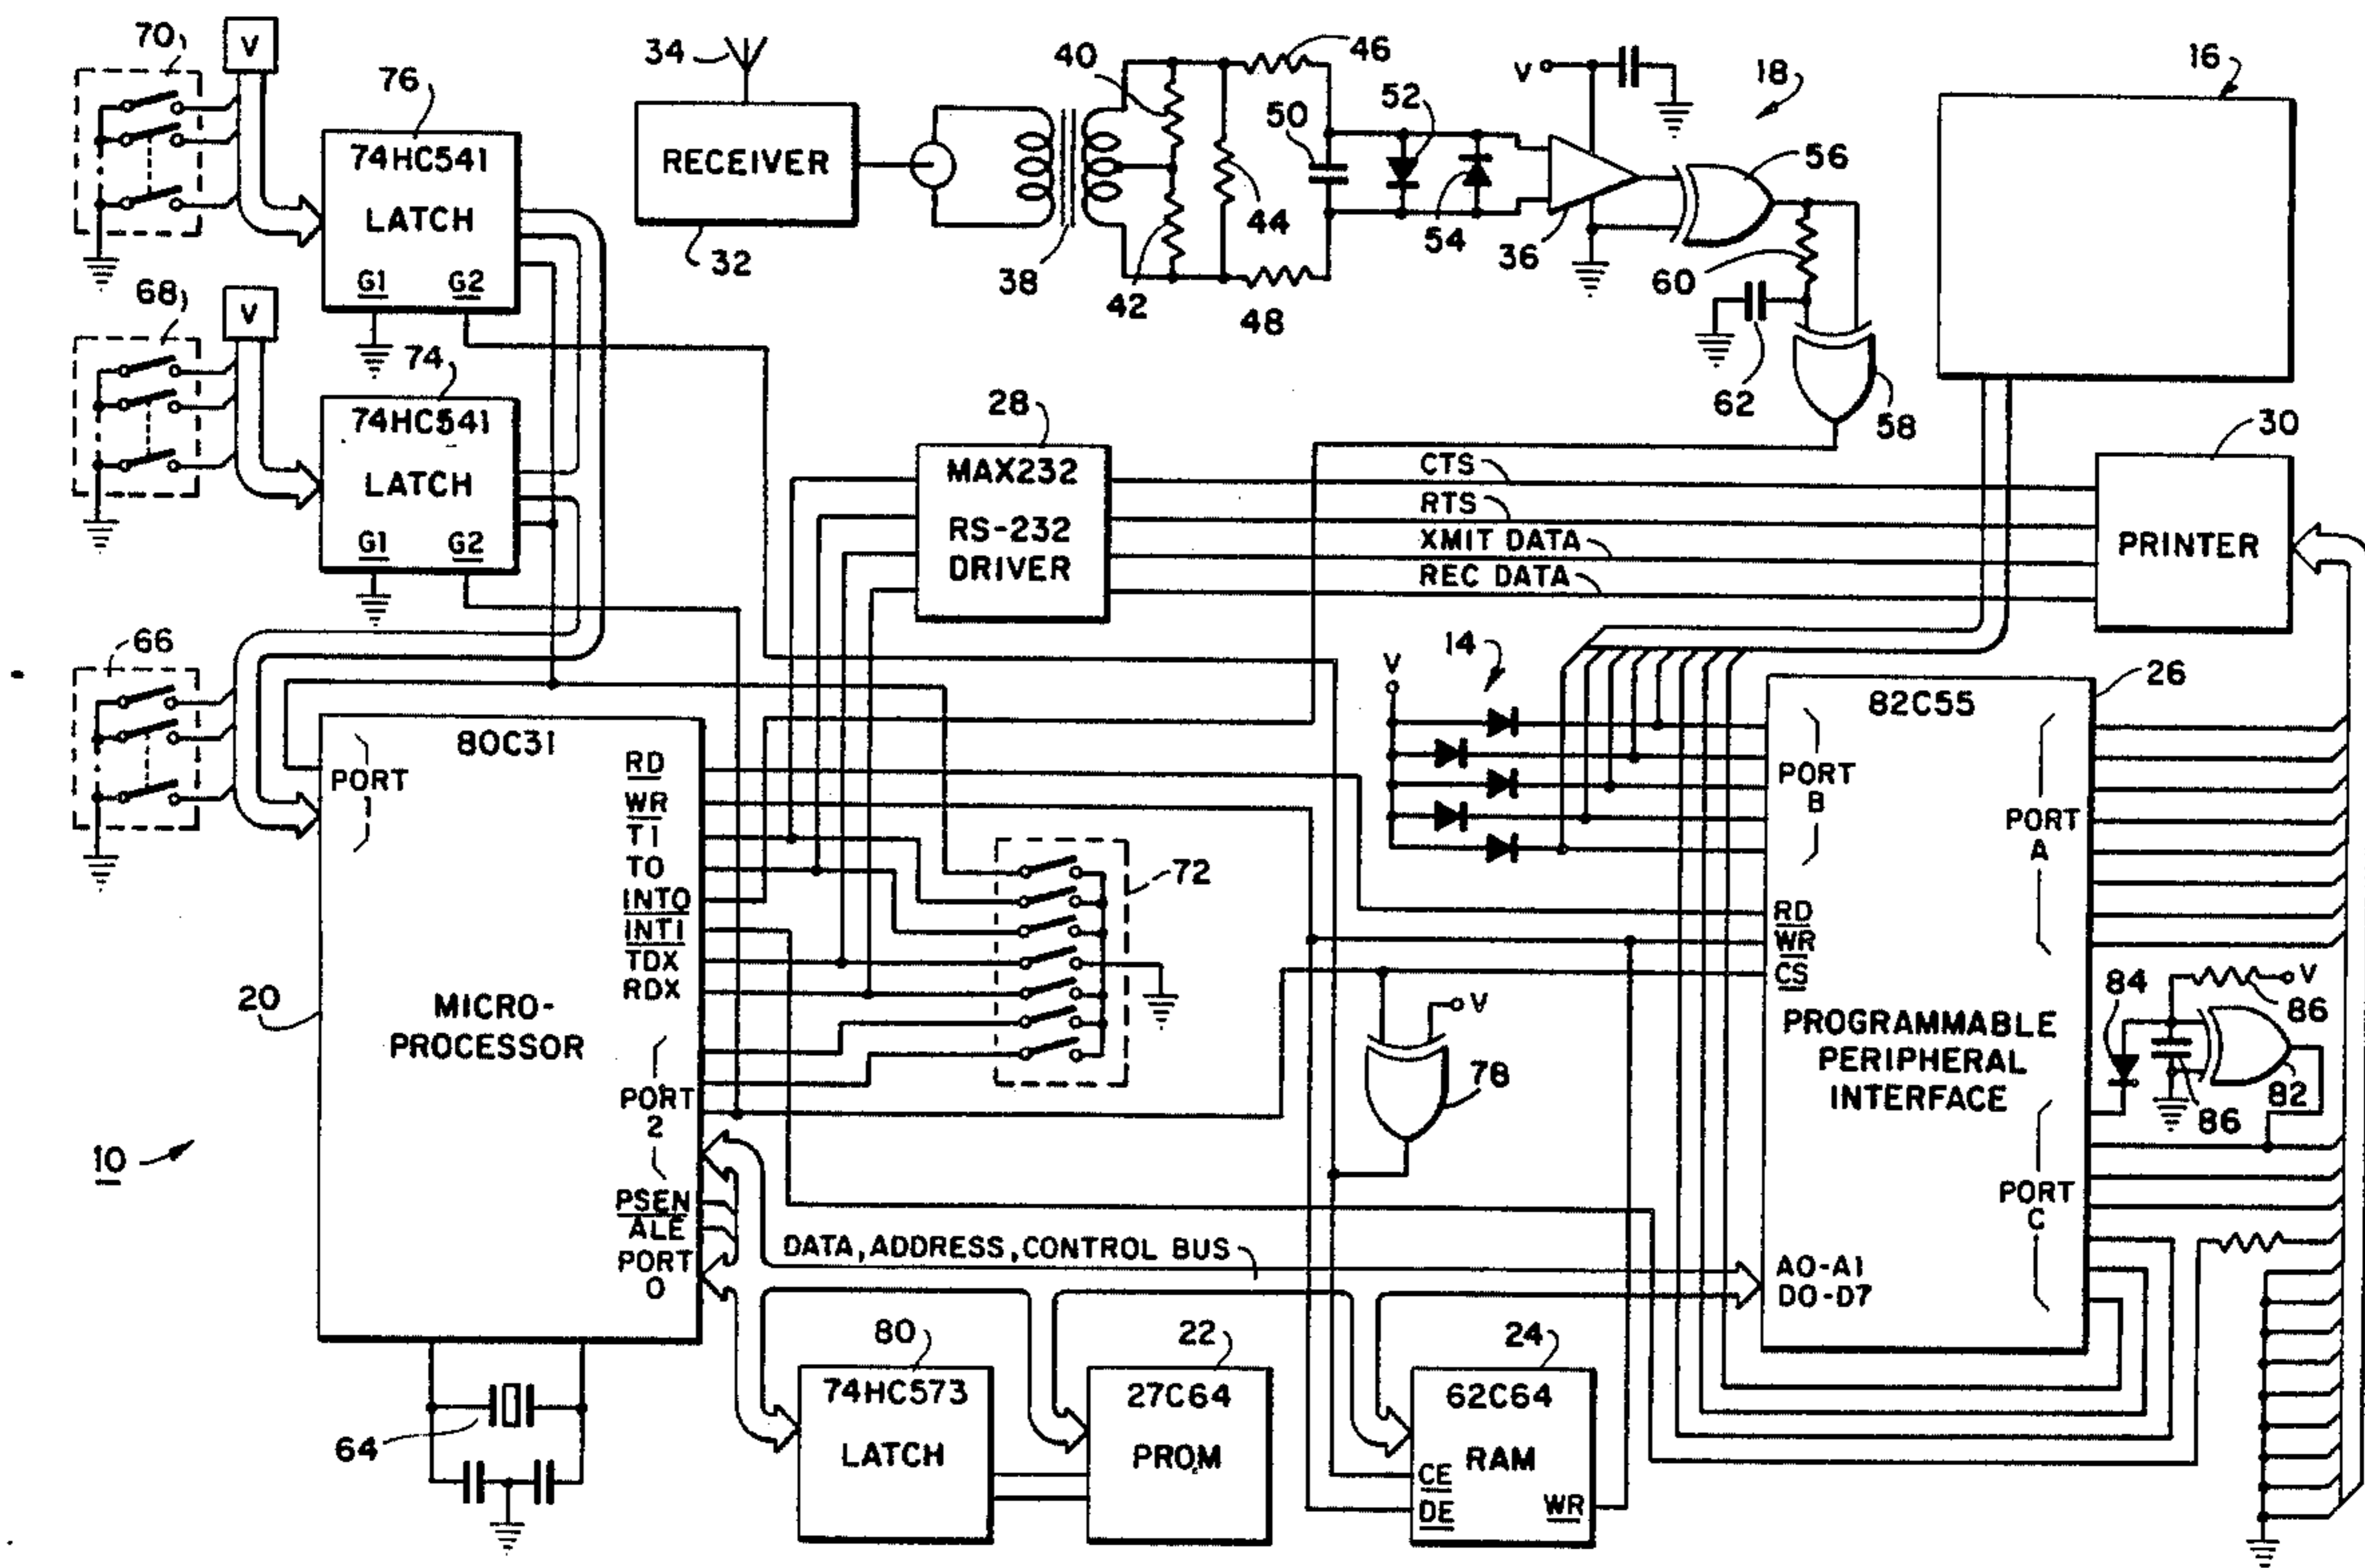 70
V
76
74HC541
LATCH
G1 G2
68
V
74
74HC541
LATCH
G1 G2
66
34
RECEIVER
32
40
38
42
44
46
48
50
52
54
V
36
18
56
60
62
58
16
28
MAX232
RS-232
DRIVER
CTS
RTS
XMIT DATA
REC DATA
30
PRINTER
20
80C31
PORT
1
MICRO-
PROCESSOR
RD
WR
T1
T0
INT0
INT1
TDX
RDX
PORT
2
PSEN
ALE
PORT
0
72
V
14
26
82C55
PORT
B
PORT
A
RD
WR
CS
PROGRAMMABLE
PERIPHERAL
INTERFACE
PORT
C
A0-A1
D0-D7
V
78
84
V
86
86
82
10
DATA, ADDRESS, CONTROL BUS
64
80
74HC573
LATCH
22
27C64
PROM
24
62C64
RAM
CE
DE
WR